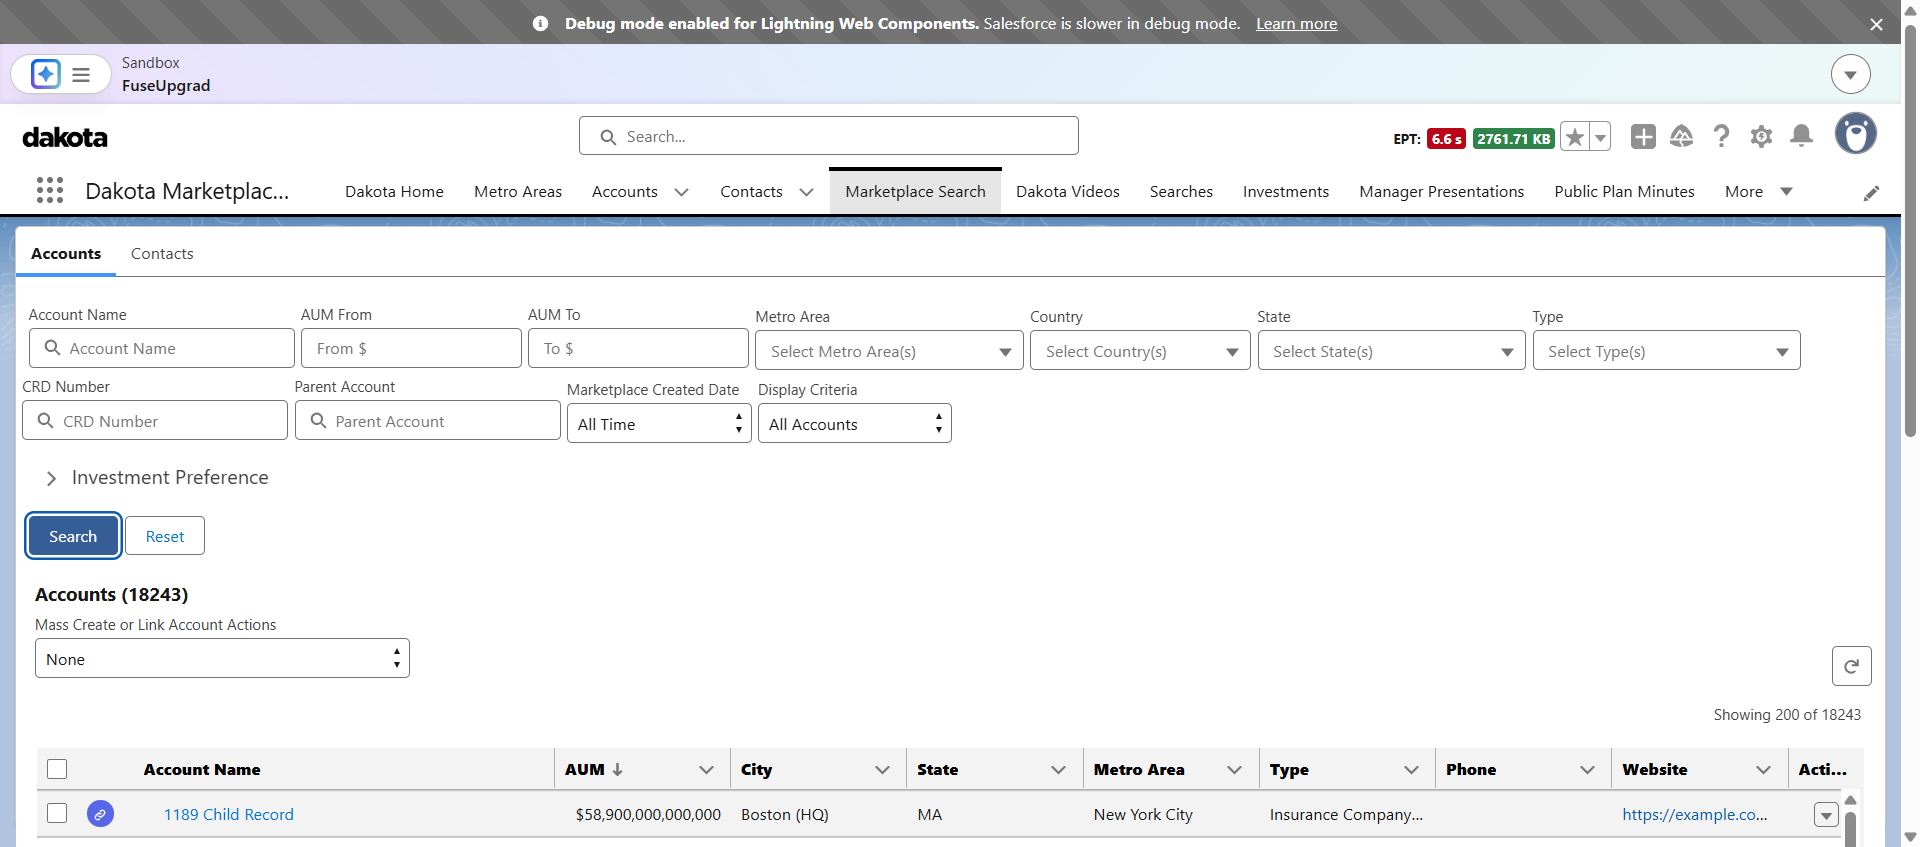 Debug mode enabled for Lightning Web Components. Salesforce is slower in debug mode. Learn more
Sandbox
FuseUpgrad
dakota
Search...
EPT: 6.6 s 2761.71 KB
Dakota Marketplac...
Dakota Home
Metro Areas
Accounts
Contacts
Marketplace Search
Dakota Videos
Searches
Investments
Manager Presentations
Public Plan Minutes
More
Accounts
Contacts
Account Name
AUM From
AUM To
Metro Area
Country
State
Type
Account Name
From $
To $
Select Metro Area(s)
Select Country(s)
Select State(s)
Select Type(s)
CRD Number
Parent Account
Marketplace Created Date
Display Criteria
CRD Number
Parent Account
All Time
All Accounts
Investment Preference
Search
Reset
Accounts (18243)
Mass Create or Link Account Actions
None
Showing 200 of 18243
Account Name
AUM
City
State
Metro Area
Type
Phone
Website
Acti...
1189 Child Record
$58,900,000,000,000
Boston (HQ)
MA
New York City
Insurance Company...
https://example.co...